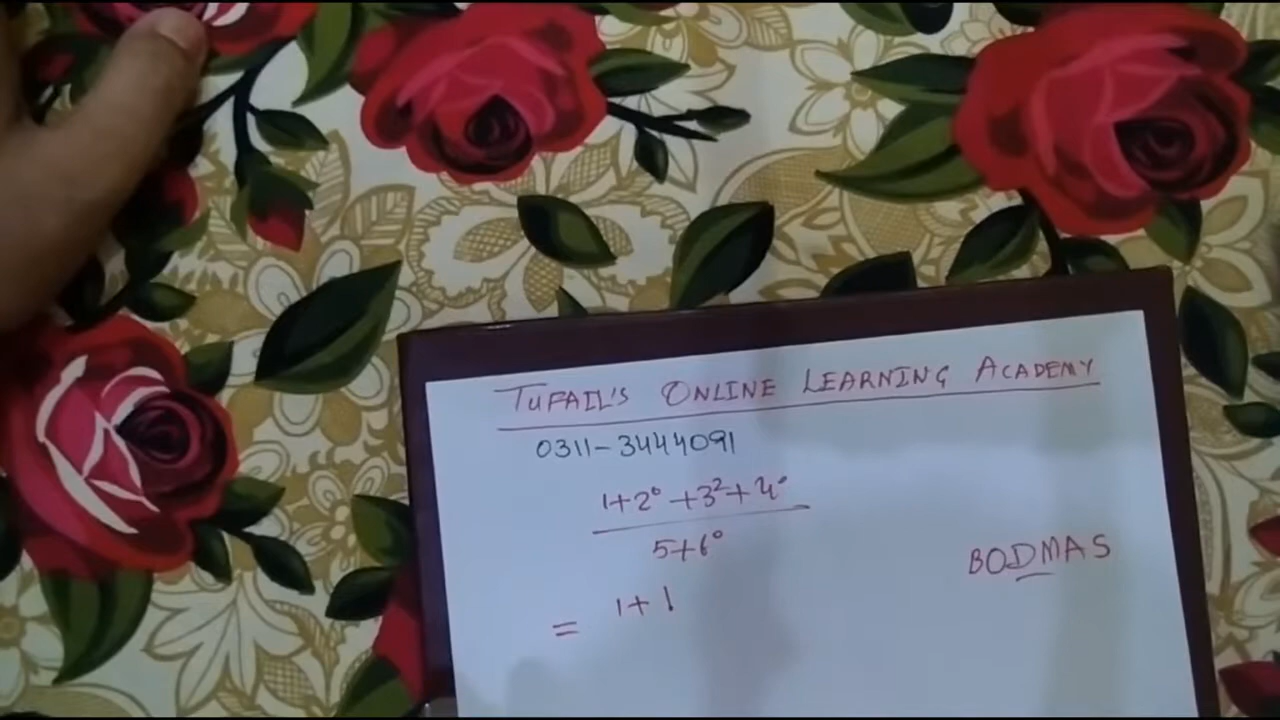 TUFAIL'S ONLINE LEARNING ACADEMY
0311-3444091
1+2⁰+3²+4⁰
5+6⁰
BODMAS
= 1+1